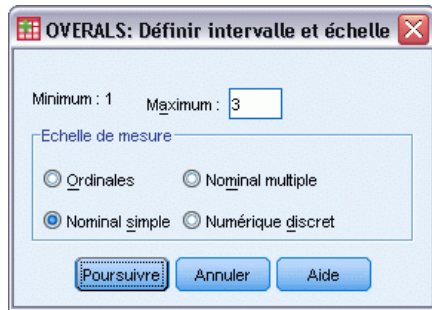 OVERALS: Définir intervalle et échelle
Minimum : 1 Maximum : 3
Echelle de mesure
Ordinales Nominal multiple
Nominal simple Numérique discret
Poursuivre Annuler Aide